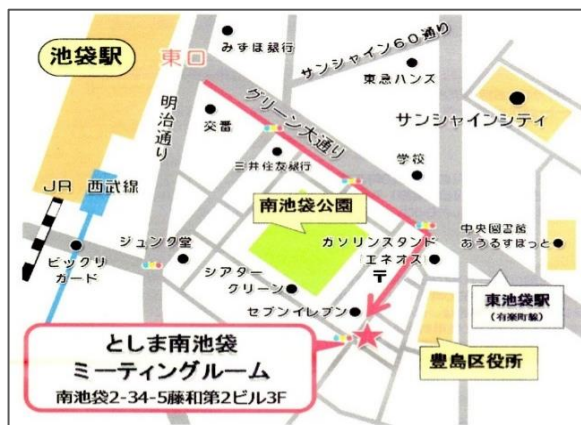 みずほ銀行
サンシャイン60通り
池袋駅
東口
東急ハンズ
明治通り
グリーン大通り
交番
サンシャインシティ
三井住友銀行
学校
JR 西武線
南池袋公園
ジュンク堂
ガソリンスタンド
(エネオス)
中央図書館
あうるすぽっと
ビックリ
ガード
シアター
グリーン
〒
セブンイレブン
東池袋駅
(有楽町線)
としま南池袋
ミーティングルーム
南池袋2-34-5藤和第2ビル3F
豊島区役所